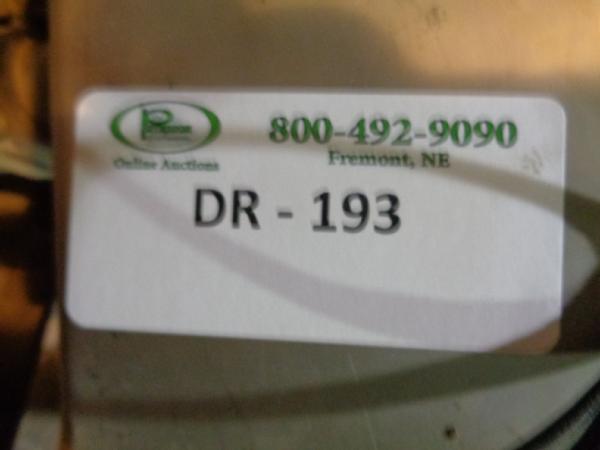 800-492-9090
Fremont, NE
Online Auctions
DR - 193